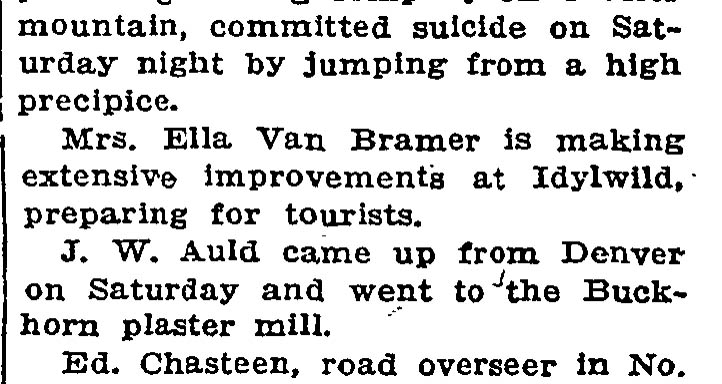 mountain, committed suicide on Sat-
urday night by jumping from a high
precipice.
Mrs. Ella Van Bramer is making
extensive improvements at Idylwild,
preparing for tourists.
J. W. Auld came up from Denver
on Saturday and went to the Buck-
horn plaster mill.
Ed. Chasteen, road overseer in No.